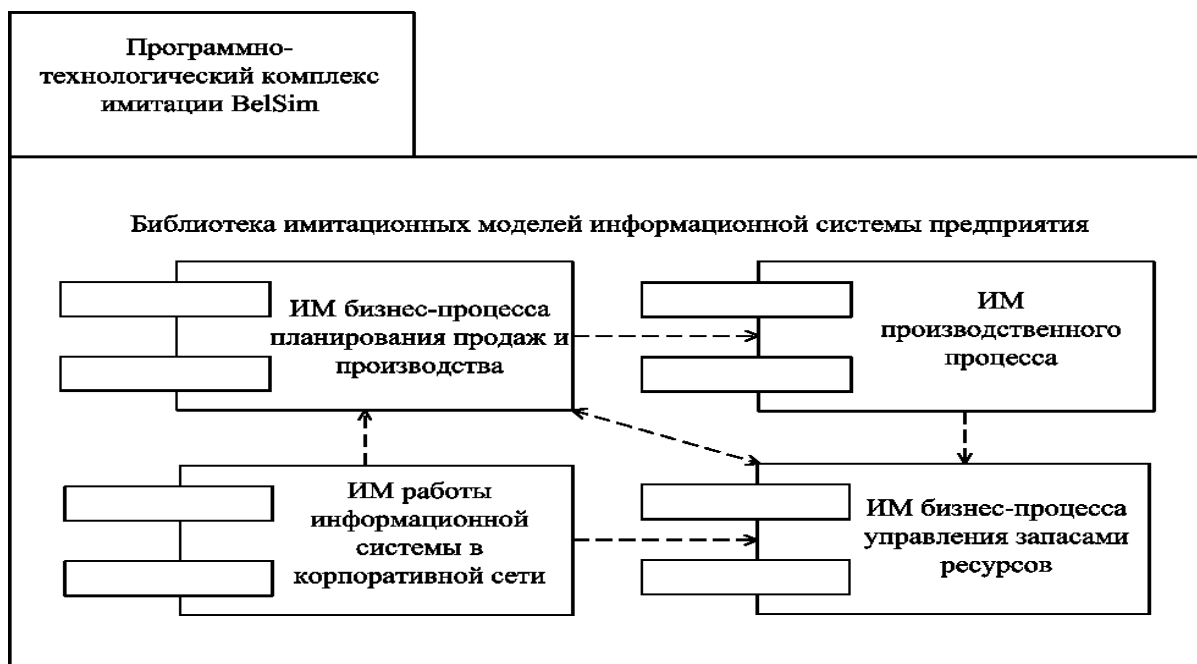 Программно-
технологический комплекс
имитации BelSim
Библиотека имитационных моделей информационной системы предприятия
ИМ бизнес-процесса
планирования продаж и
производства
ИМ
производственного
процесса
ИМ работы
информационной
системы в
корпоративной сети
ИМ бизнес-процесса
управления запасами
ресурсов